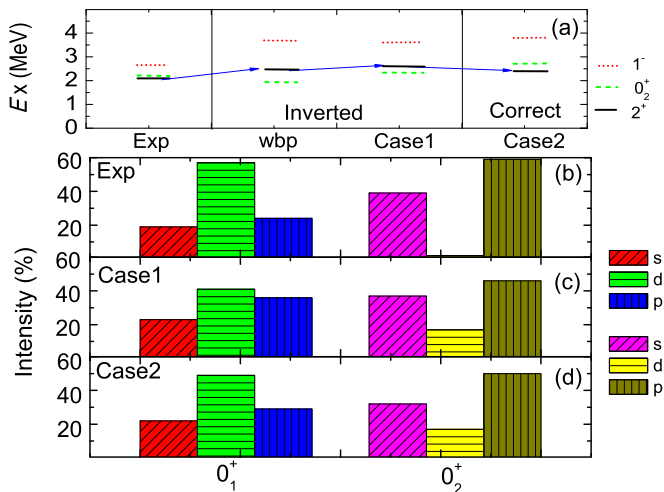 5
4
3
2
1
0
Ex (MeV)
(a)
Inverted
Correct
Exp
wbp
Case1
Case2
1⁻
0₂⁺
2⁺
60
40
20
Exp
(b)
60
40
20
Case1
(c)
60
40
20
Case2
(d)
Intensity (%)
0₁⁺
0₂⁺
s
d
p
s
d
p